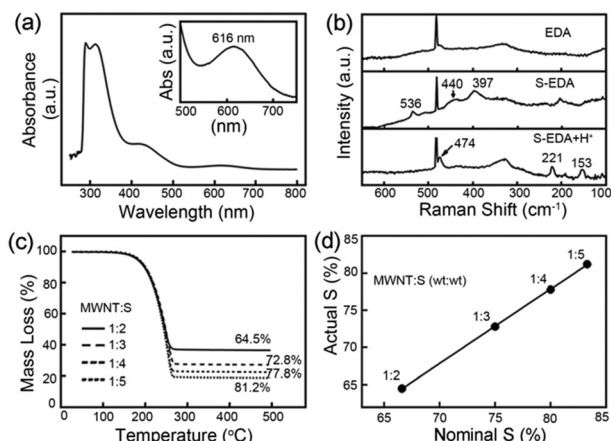 (a)
616 nm
Abs (a.u.)
500 600 700
(nm)
Absorbance
(a.u.)
300 400 500 600 700 800
Wavelength (nm)
(b)
EDA
S-EDA
536
440
397
S-EDA+H⁺
474
221
153
Intensity (a.u.)
600 500 400 300 200 100
Raman Shift (cm⁻¹)
(c)
100
80
60
40
20
0
Mass Loss (%)
MWNT:S
1:2
1:3
1:4
1:5
64.5%
72.8%
77.8%
81.2%
0 100 200 300 400 500 600
Temperature (°C)
(d)
85
80
75
70
65
Actual S (%)
MWNT:S (wt:wt)
1:5
1:4
1:3
1:2
65 70 75 80 85
Nominal S (%)